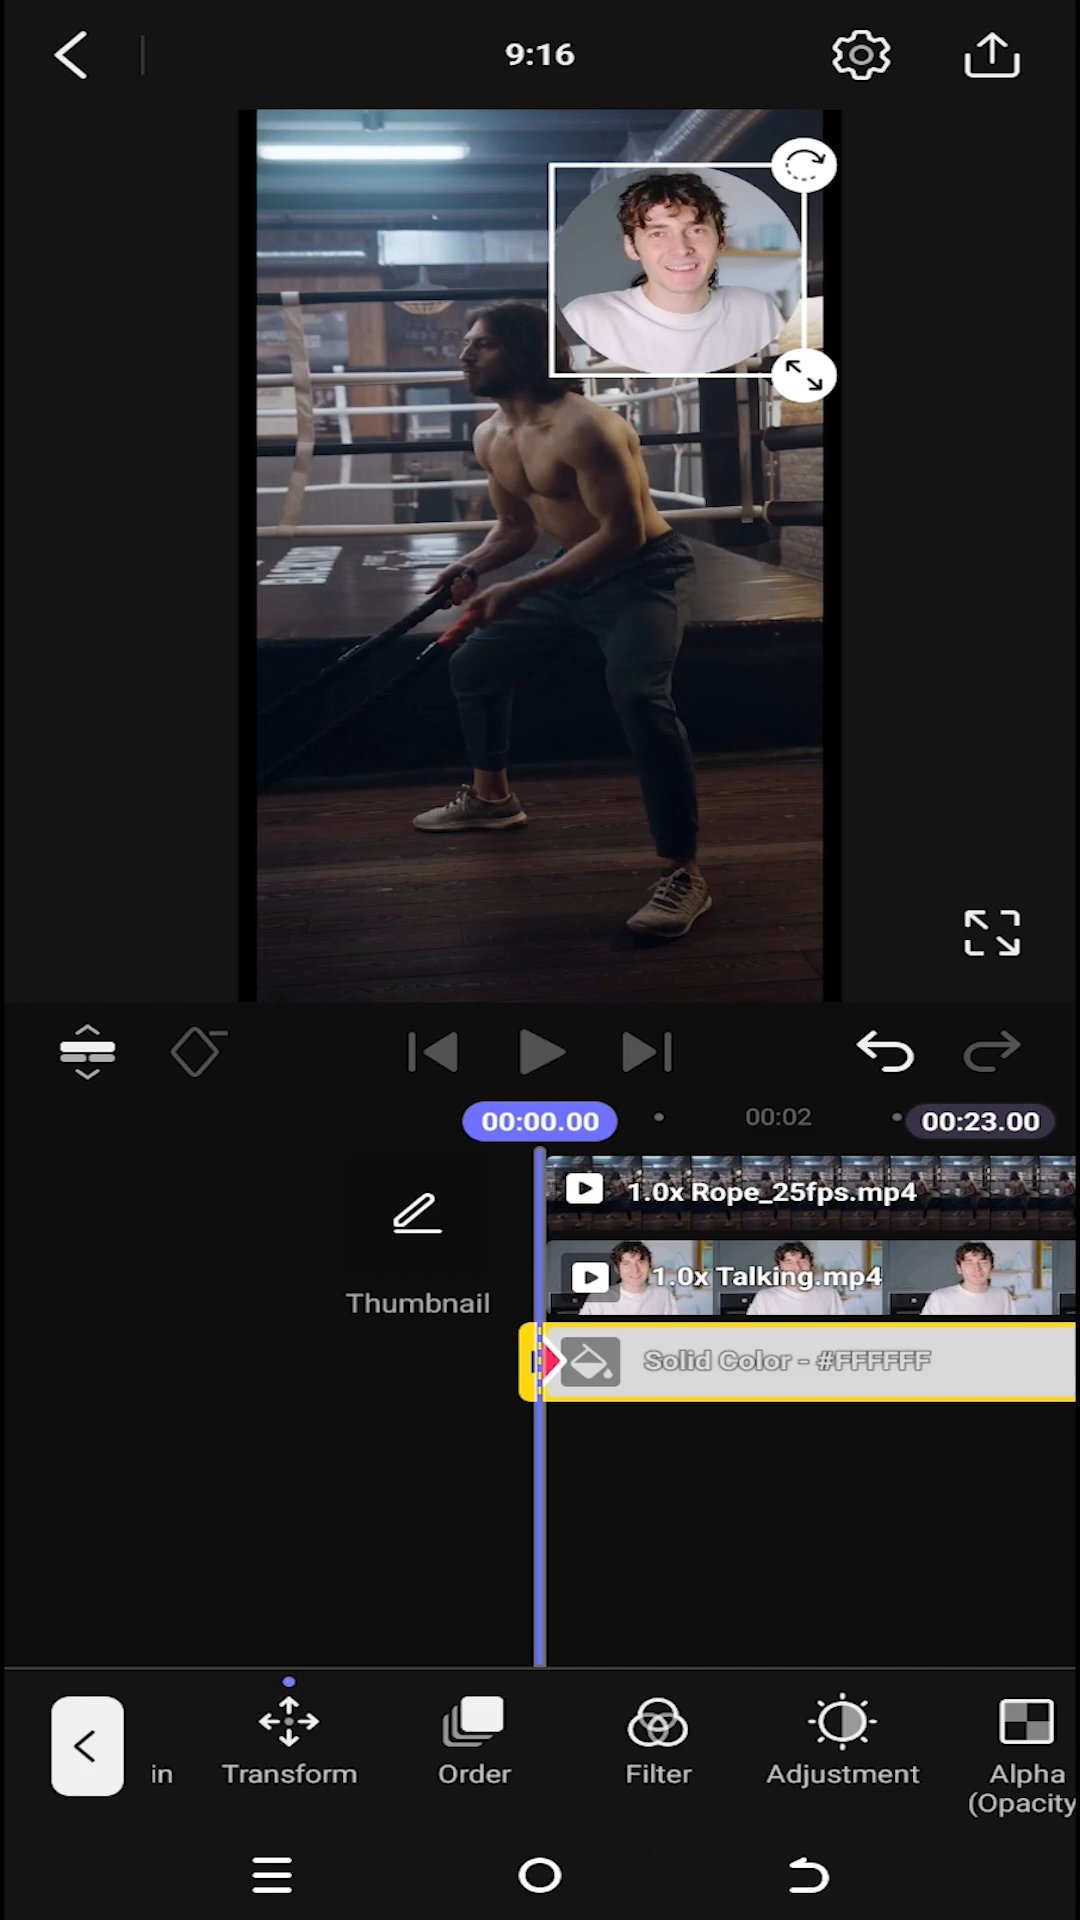 9:16
00:00.00
00:02
00:23.00
1.0x Rope_25fps.mp4
1.0x Talking.mp4
Thumbnail
Solid Color - #FFFFFF
in
Transform
Order
Filter
Adjustment
Alpha
(Opacity